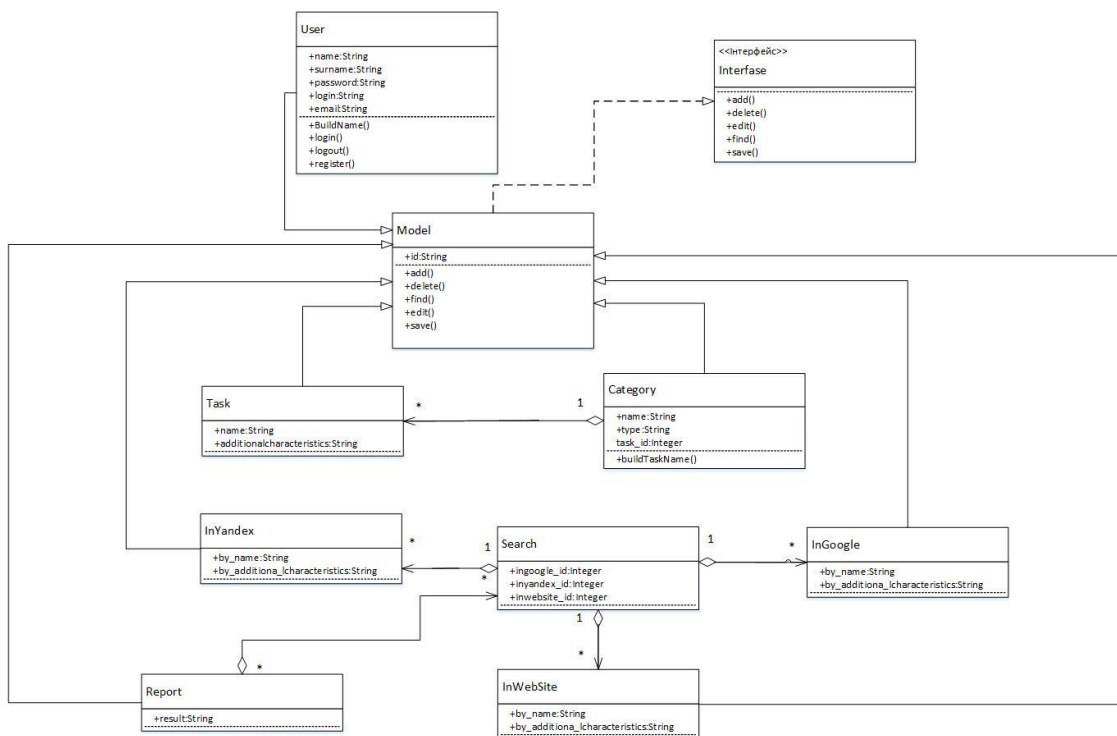 User
+name:String
+surname:String
+password:String
+login:String
+email:String
+BuildName()
+login()
+logout()
+register()
<<Інтерфейс>>
Interfase
+add()
+delete()
+edit()
+find()
+save()
Model
+id:String
+add()
+delete()
+find()
+edit()
+save()
Task
+name:String
+additionalcharacteristics:String
*
1
Category
+name:String
+type:String
task_id:Integer
+buildTaskName()
InYandex
+by_name:String
+by_additiona_lcharacteristics:String
*
1
*
Search
+ingoogle_id:Integer
+inyandex_id:Integer
+inwebsite_id:Integer
1
*
InGoogle
+by_name:String
+by_additiona_lcharacteristics:String
1
*
*
Report
+result:String
InWebSite
+by_name:String
+by_additiona_lcharacteristics:String